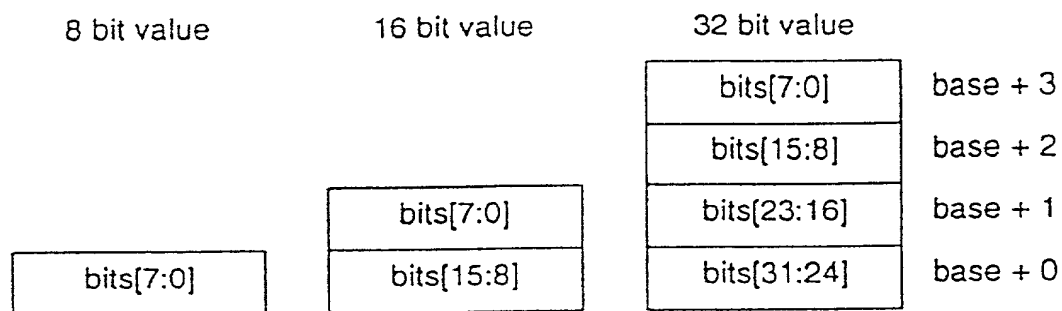 8 bit value 16 bit value 32 bit value
bits[7:0] base + 3
bits[15:8] base + 2
bits[7:0] bits[23:16] base + 1
bits[7:0] bits[15:8] bits[31:24] base + 0